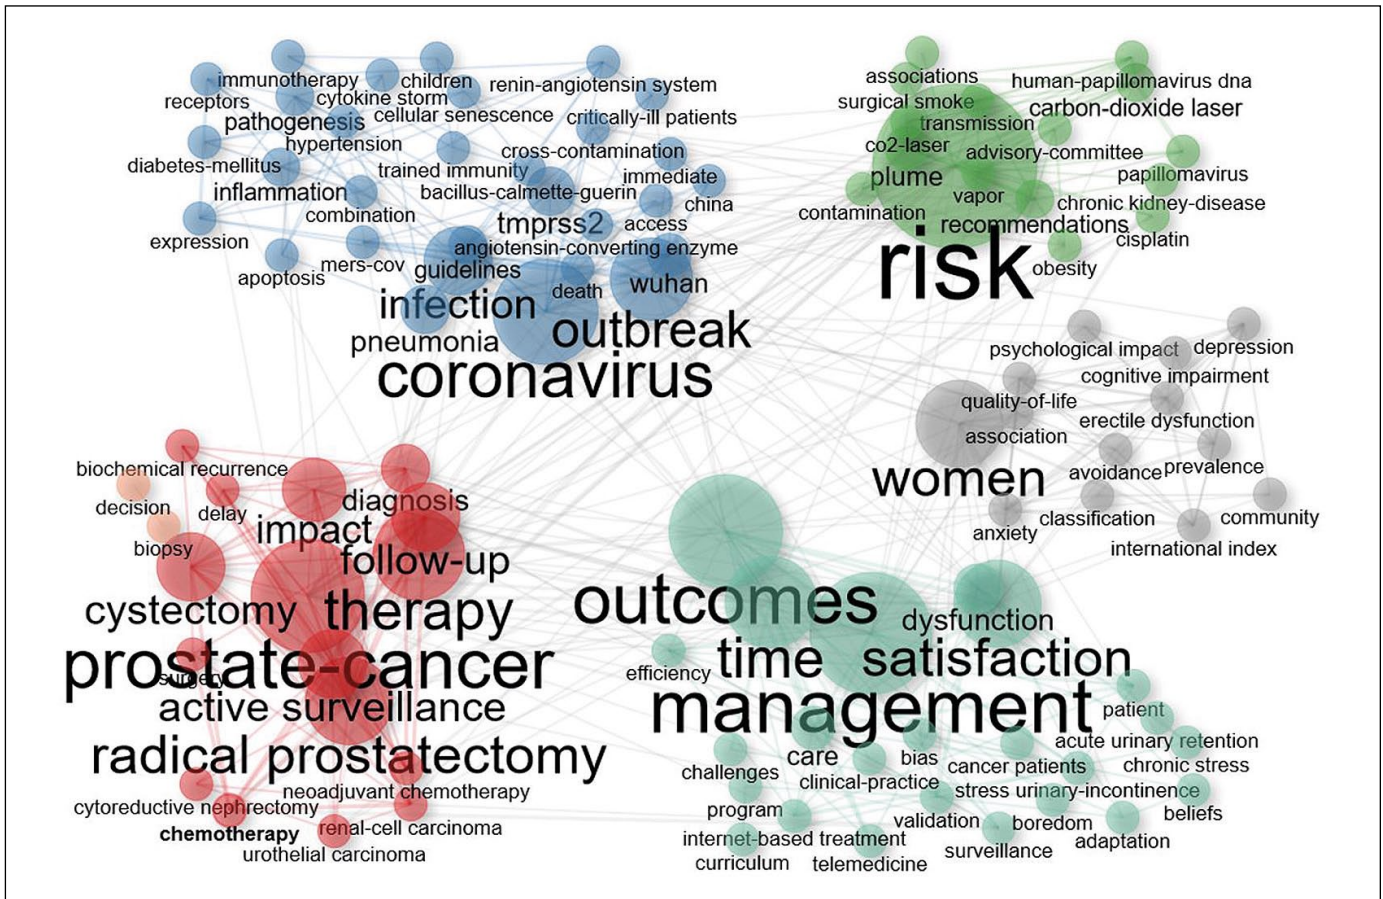 immunotherapy
children
renin-angiotensin system
receptors
cytokine storm
cellular senescence
critically-ill patients
pathogenesis
hypertension
cross-contamination
diabetes-mellitus
trained immunity
immediate
inflammation
bacillus-calmette-guerin
china
combination
tmprss2
access
expression
angiotensin-converting enzyme
apoptosis
mers-cov
guidelines
death
wuhan
infection
outbreak
pneumonia
coronavirus
associations
human-papillomavirus dna
surgical smoke
carbon-dioxide laser
transmission
co2-laser
advisory-committee
plume
papillomavirus
vapor
chronic kidney-disease
contamination
recommendations
cisplatin
risk
obesity
psychological impact
depression
cognitive impairment
quality-of-life
erectile dysfunction
association
avoidance
prevalence
women
classification
community
anxiety
international index
biochemical recurrence
decision
delay
diagnosis
impact
biopsy
follow-up
cystectomy
therapy
prostate-cancer
surgery
active surveillance
radical prostatectomy
neoadjuvant chemotherapy
cytoreductive nephrectomy
chemotherapy
renal-cell carcinoma
urothelial carcinoma
outcomes
dysfunction
efficiency
time
satisfaction
management
patient
care
bias
acute urinary retention
challenges
clinical-practice
cancer patients
chronic stress
stress urinary-incontinence
program
validation
boredom
beliefs
internet-based treatment
surveillance
adaptation
curriculum
telemedicine